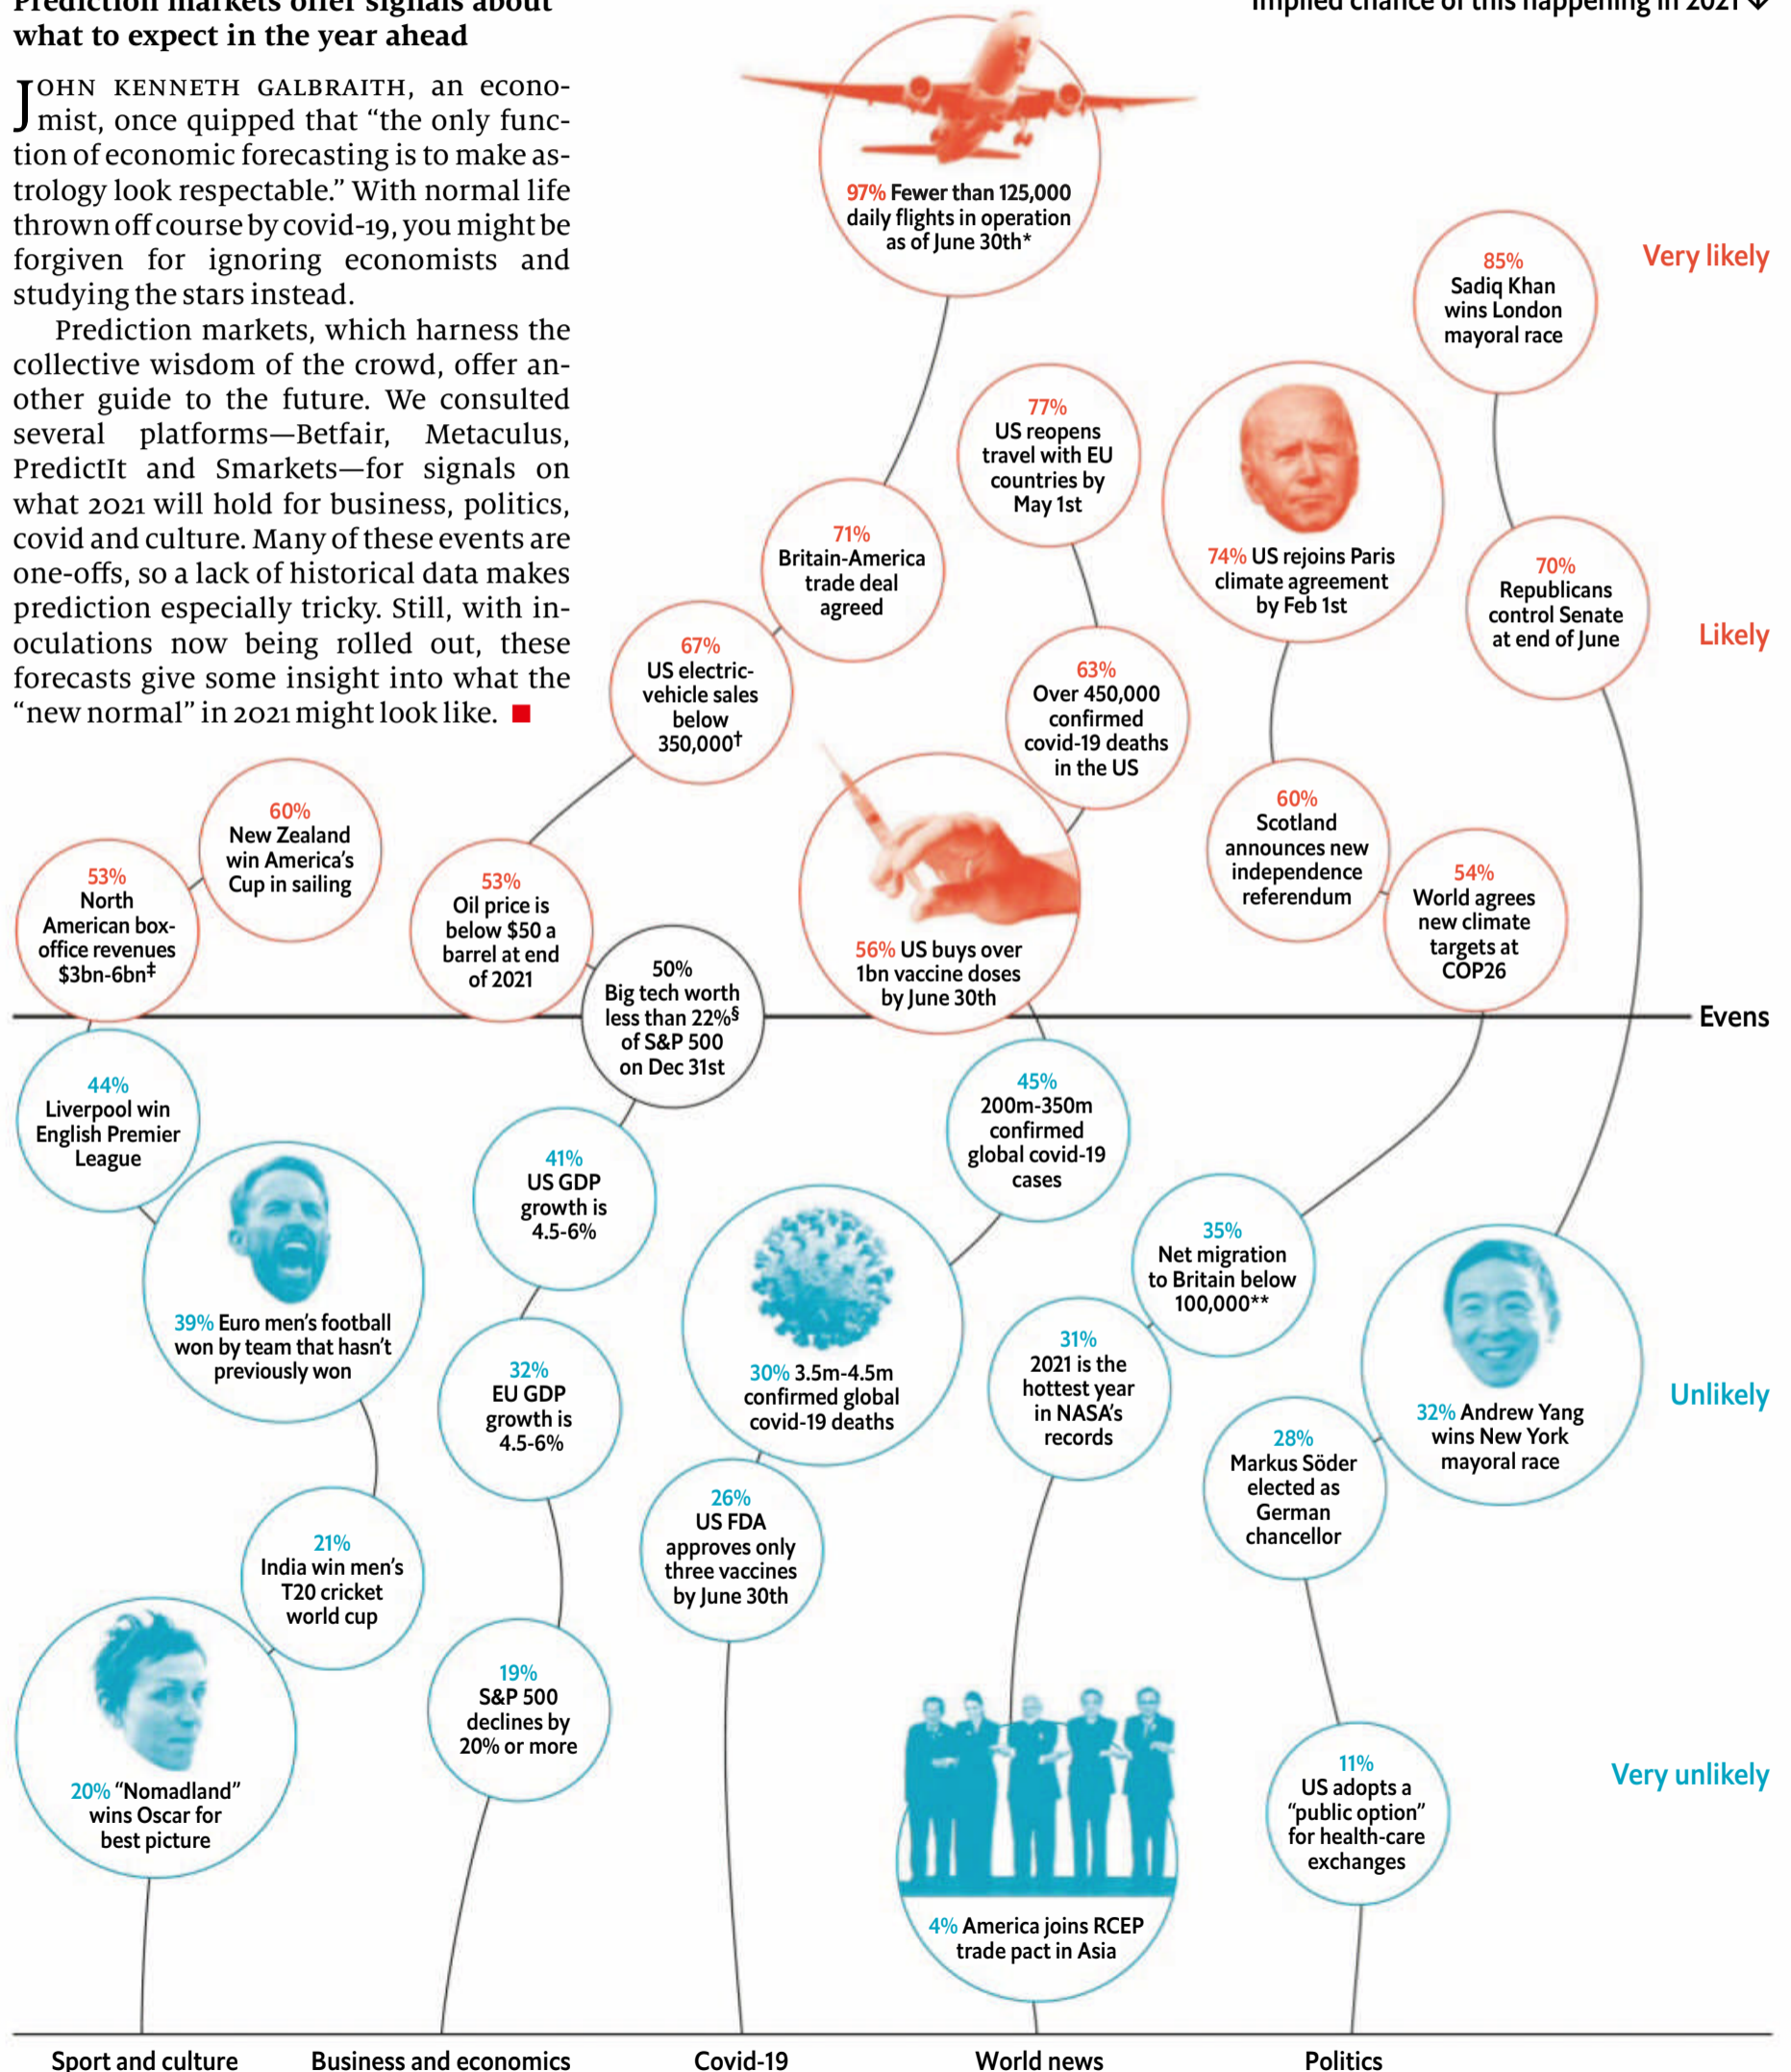 Prediction markets offer signals about
what to expect in the year ahead
JOHN KENNETH GALBRAITH, an econo-
mist, once quipped that “the only func-
tion of economic forecasting is to make as-
trology look respectable.” With normal life
thrown off course by covid-19, you might be
forgiven for ignoring economists and
studying the stars instead.
Prediction markets, which harness the
collective wisdom of the crowd, offer an-
other guide to the future. We consulted
several platforms—Betfair, Metaculus,
PredictIt and Smarkets—for signals on
what 2021 will hold for business, politics,
covid and culture. Many of these events are
one-offs, so a lack of historical data makes
prediction especially tricky. Still, with in-
oculations now being rolled out, these
forecasts give some insight into what the
“new normal” in 2021 might look like.
Implied chance of this happening in 2021 ↓
97% Fewer than 125,000
daily flights in operation
as of June 30th*
85%
Sadiq Khan
wins London
mayoral race
Very likely
77%
US reopens
travel with EU
countries by
May 1st
74% US rejoins Paris
climate agreement
by Feb 1st
71%
Britain-America
trade deal
agreed
70%
Republicans
control Senate
at end of June
Likely
67%
US electric-
vehicle sales
below
350,000†
63%
Over 450,000
confirmed
covid-19 deaths
in the US
60%
New Zealand
win America’s
Cup in sailing
60%
Scotland
announces new
independence
referendum
53%
North
American box-
office revenues
$3bn-6bn‡
53%
Oil price is
below $50 a
barrel at end
of 2021
56% US buys over
1bn vaccine doses
by June 30th
54%
World agrees
new climate
targets at
COP26
50%
Big tech worth
less than 22%§
of S&P 500
on Dec 31st
Evens
44%
Liverpool win
English Premier
League
45%
200m-350m
confirmed
global covid-19
cases
41%
US GDP
growth is
4.5-6%
39% Euro men’s football
won by team that hasn’t
previously won
35%
Net migration
to Britain below
100,000**
32%
EU GDP
growth is
4.5-6%
30% 3.5m-4.5m
confirmed global
covid-19 deaths
31%
2021 is the
hottest year
in NASA’s
records
32% Andrew Yang
wins New York
mayoral race
Unlikely
28%
Markus Söder
elected as
German
chancellor
26%
US FDA
approves only
three vaccines
by June 30th
21%
India win men’s
T20 cricket
world cup
20% “Nomadland”
wins Oscar for
best picture
19%
S&P 500
declines by
20% or more
11%
US adopts a
“public option”
for health-care
exchanges
Very unlikely
4% America joins RCEP
trade pact in Asia
Sport and culture
Business and economics
Covid-19
World news
Politics